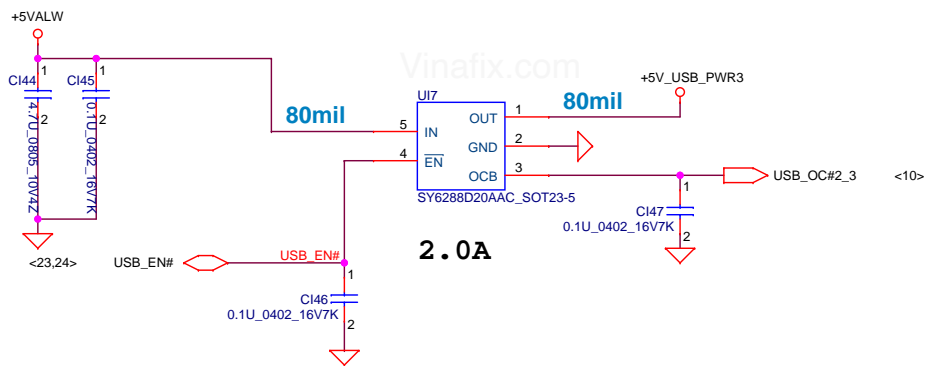 +5VALW
Vinafix.com
+5V_USB_PWR3
1
CI44
2
4.7U_0805_10V4Z
1
CI45
2
0.1U_0402_16V7K
80mil
UI7
80mil
5
IN
OUT
1
4
EN
GND
2
OCB
3
SY6288D20AAC_SOT23-5
USB_OC#2_3
<10>
1
CI47
0.1U_0402_16V7K
2
2.0A
<23,24>
USB_EN#
USB_EN#
1
CI46
0.1U_0402_16V7K
2